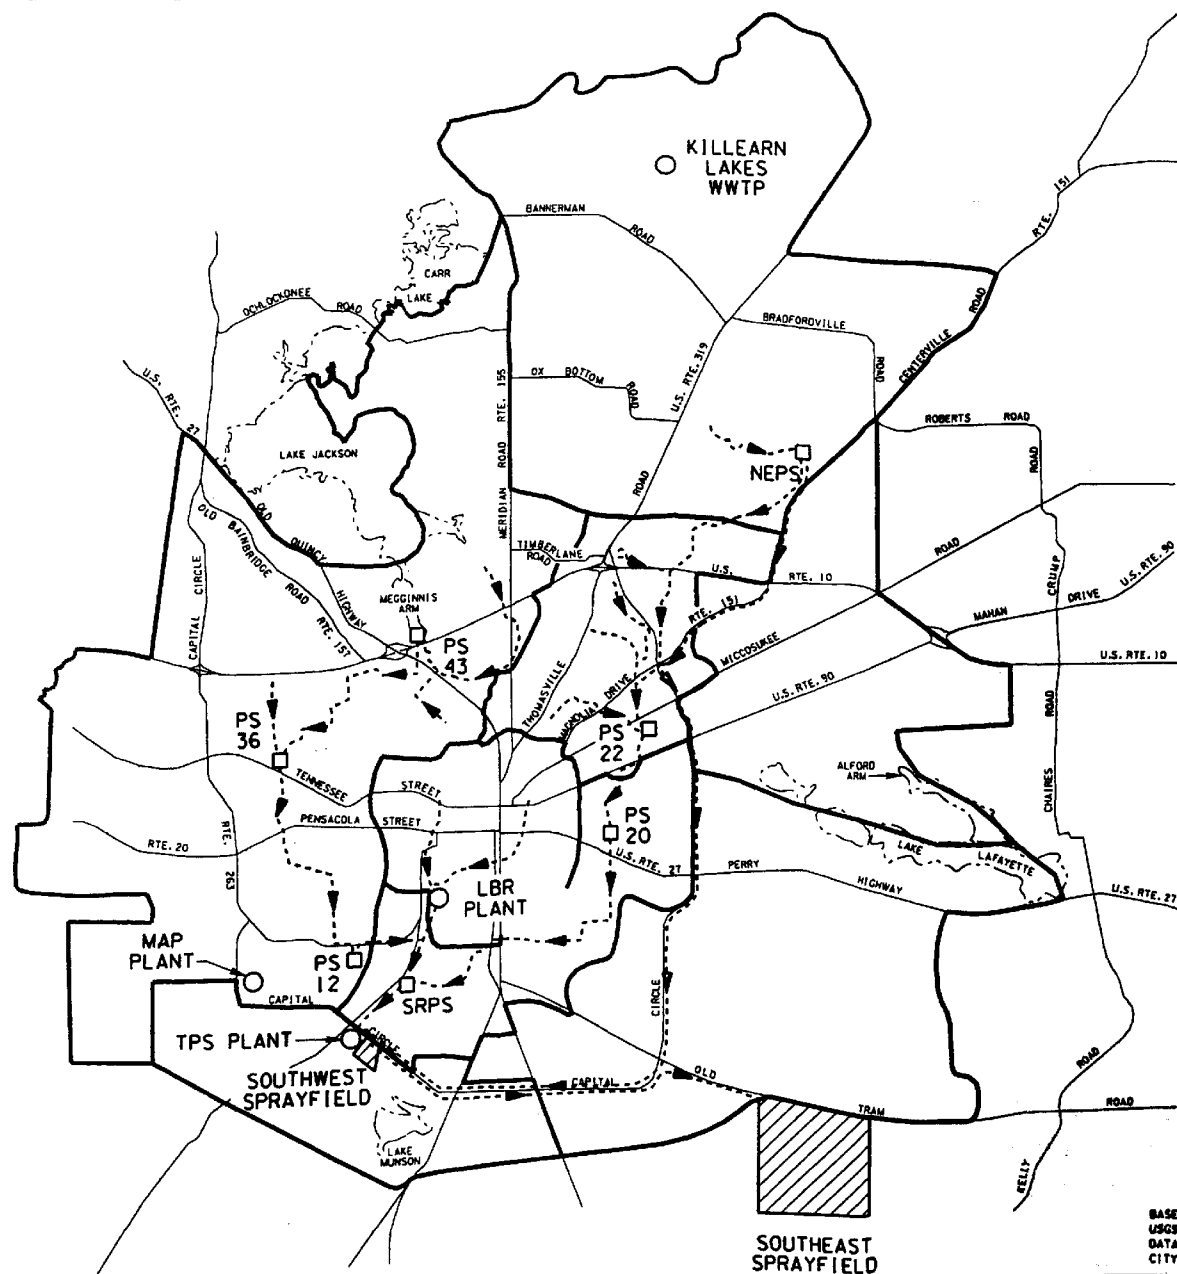 KILLEARN
LAKES
WWTP
BANNERMAN
ROAD
RTE. 151
CARR
LAKE
OCHLOCKONEE
ROAD
BRADFORDVILLE
ROAD
CENTERVILLE
ROAD
U.S. RTE. 319
ROAD
U.S. RTE. 27
OX BOTTOM
ROAD
MERIDIAN ROAD RTE. 155
ROBERTS ROAD
LAKE JACKSON
NEPS
OLD
QUINCY
HIGHWAY
OLD
BAINBRIDGE
ROAD
RTE. 157
CAPITAL CIRCLE
RTE.
263
TIMBERLANE
ROAD
U.S.
RTE. 10
ROAD
CRUMP
ROAD
U.S. RTE. 90
MAHAN DRIVE
MEGGINNIS
ARM
RTE. 151
MICCOSUKEE
PS
43
U.S. RTE. 10
U.S. RTE. 90
THOMASVILLE
MAGNOLIA DRIVE
PS
36
PS
22
CHAIRES ROAD
ALFORD
ARM
TENNESSEE
STREET
PENSACOLA STREET
RTE. 20
PS
20
U.S. RTE. 27
PERRY
HIGHWAY
LAKE
LAFAYETTE
U.S. RTE. 27
LBR
PLANT
MAP
PLANT
PS
12
CAPITAL
SRPS
CIRCLE
TPS PLANT
CIRCLE
SOUTHWEST
SPRAYFIELD
CAPITAL
OLD
TRAM
ROAD
ROAD
KELLY
LAKE
MUNSON
SOUTHEAST
SPRAYFIELD
BASE
USGS
DATA
CITY